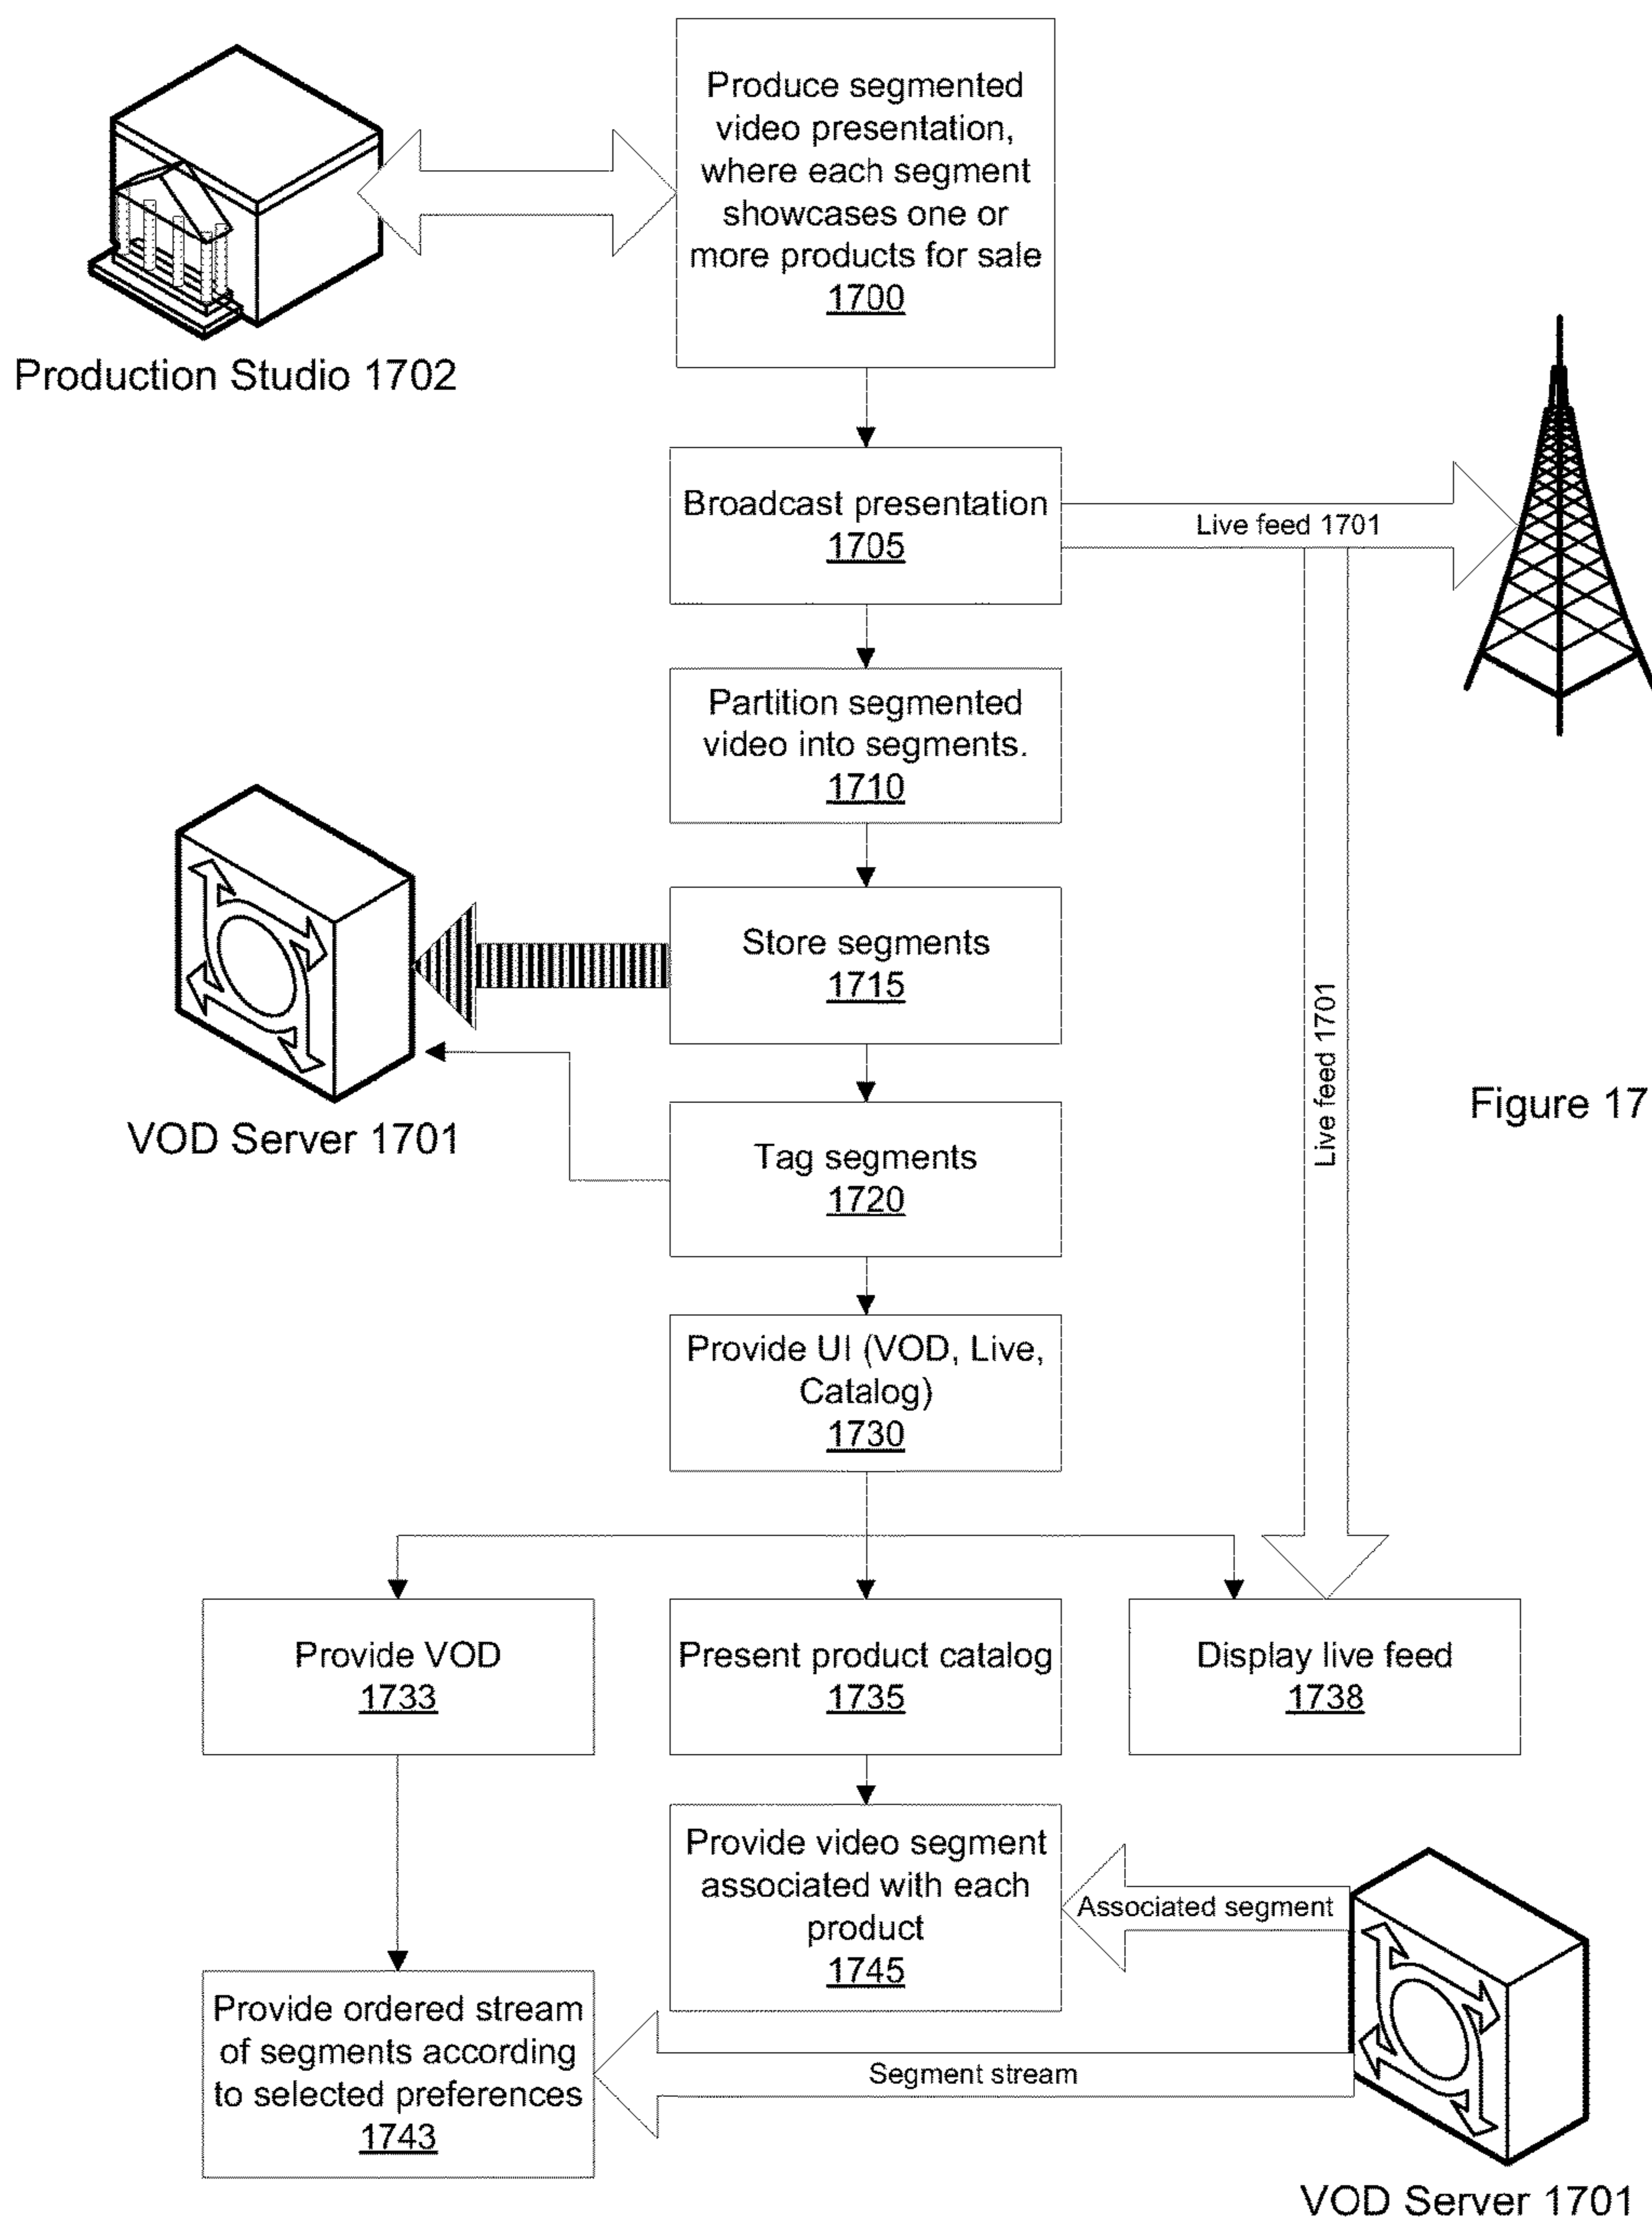 Produce segmented
video presentation,
where each segment
showcases one or
more products for sale
1700
Production Studio 1702
Broadcast presentation
1705
Live feed 1701
Partition segmented
video into segments.
1710
Store segments
1715
VOD Server 1701
Live feed 1701
Figure 17
Tag segments
1720
Provide UI (VOD, Live,
Catalog)
1730
Provide VOD
1733
Present product catalog
1735
Display live feed
1738
Provide video segment
associated with each
product
1745
Associated segment
Provide ordered stream
of segments according
to selected preferences
1743
Segment stream
VOD Server 1701